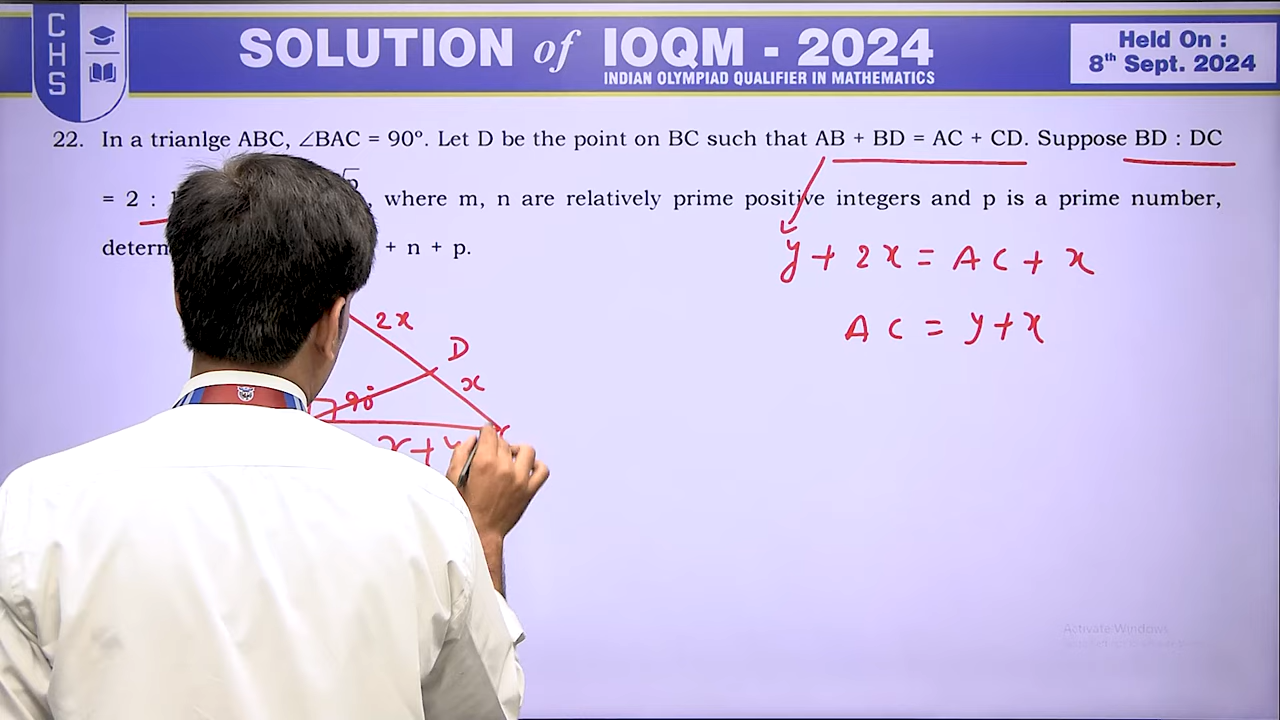 CHS
SOLUTION of IOQM - 2024
INDIAN OLYMPIAD QUALIFIER IN MATHEMATICS
Held On :
8th Sept. 2024
22. In a trianlge ABC, ∠BAC = 90º. Let D be the point on BC such that AB + BD = AC + CD. Suppose BD : DC
= 2 : where m, n are relatively prime positive integers and p is a prime number,
+ n + p.
y + 2x = AC + x
AC = y + x
2x
D
x
90°
x + y
Activate Windows